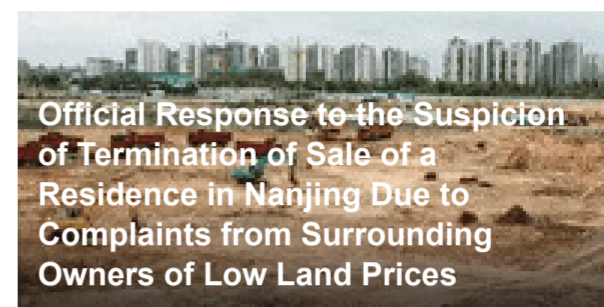 Official Response to the Suspicion
of Termination of Sale of a
Residence in Nanjing Due to
Complaints from Surrounding
Owners of Low Land Prices